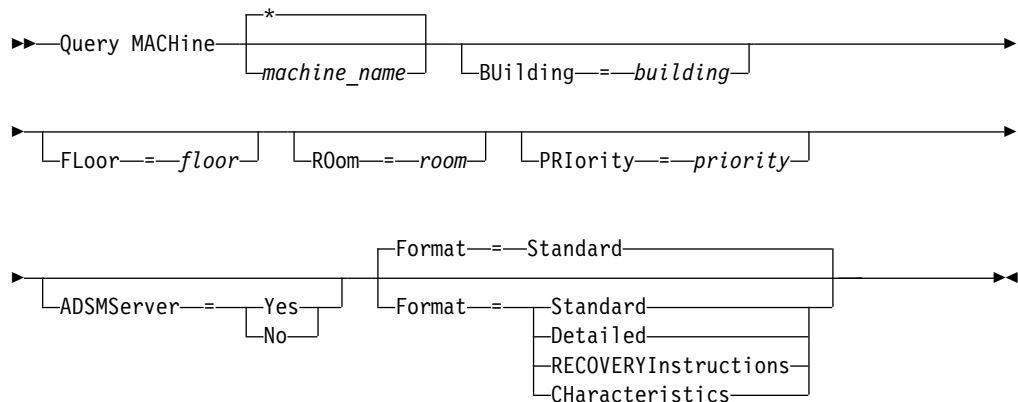 *
Query MACHine
machine_name
BUilding = building
FLoor = floor
ROom = room
PRIority = priority
Format = Standard
ADSMServer = Yes
No
Format = Standard
Detailed
RECOVERYInstructions
CHaracteristics